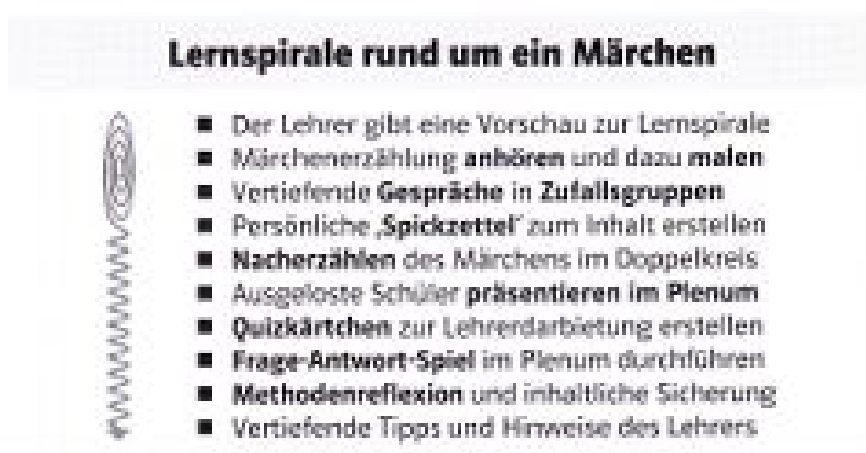 Lernspirale rund um ein Märchen
■ Der Lehrer gibt eine Vorschau zur Lernspirale
■ Märchenerzählung anhören und dazu malen
■ Vertiefende Gespräche in Zufallsgruppen
■ Persönliche ‚Spickzettel‘ zum Inhalt erstellen
■ Nacherzählen des Märchens im Doppelkreis
■ Ausgeloste Schüler präsentieren im Plenum
■ Quizkärtchen zur Lehrerdarbietung erstellen
■ Frage-Antwort-Spiel im Plenum durchführen
■ Methodenreflexion und inhaltliche Sicherung
■ Vertiefende Tipps und Hinweise des Lehrers